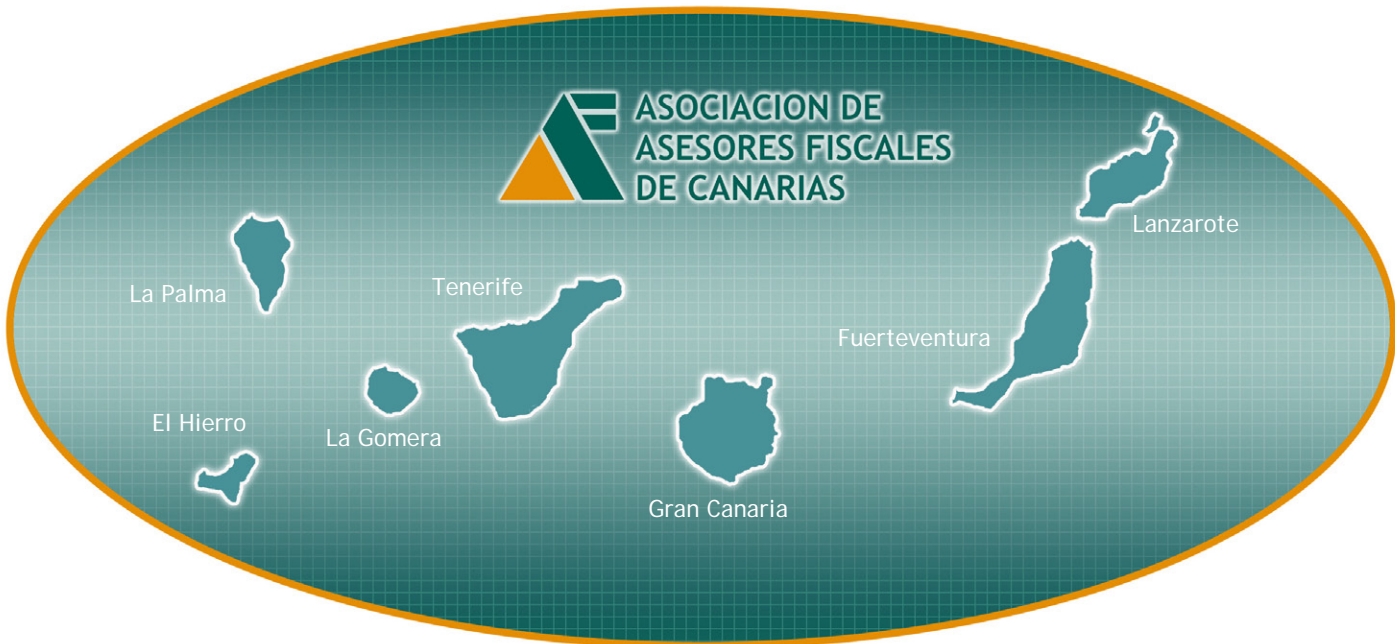 ASOCIACION DE
ASESORES FISCALES
DE CANARIAS
Lanzarote
La Palma
Tenerife
Fuerteventura
El Hierro
La Gomera
Gran Canaria